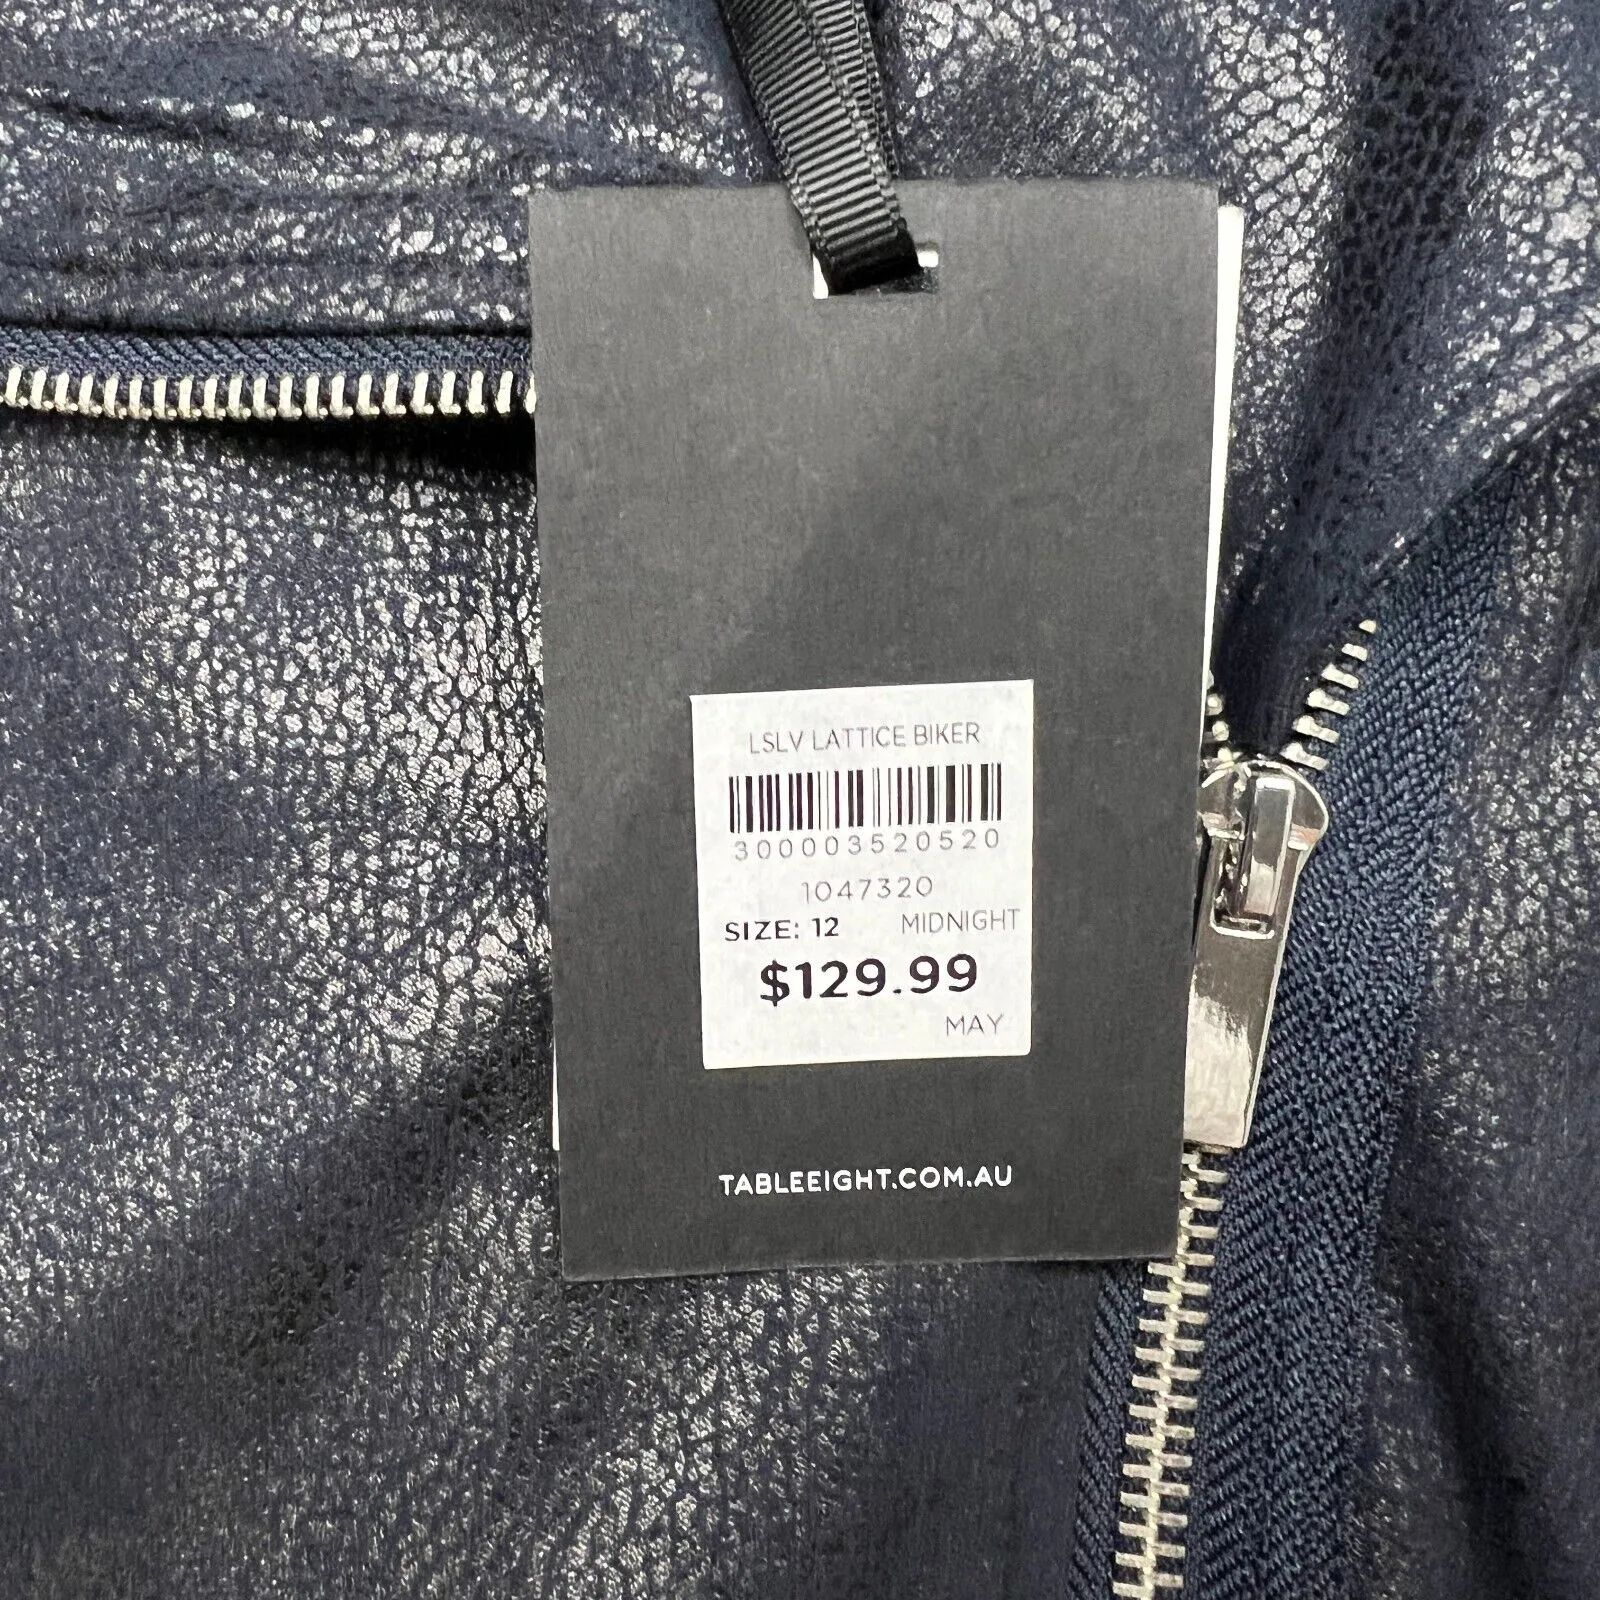 LSLV LATTICE BIKER
300003520520
1047320
SIZE: 12 MIDNIGHT
$129.99
MAY
TABLEEIGHT.COM.AU